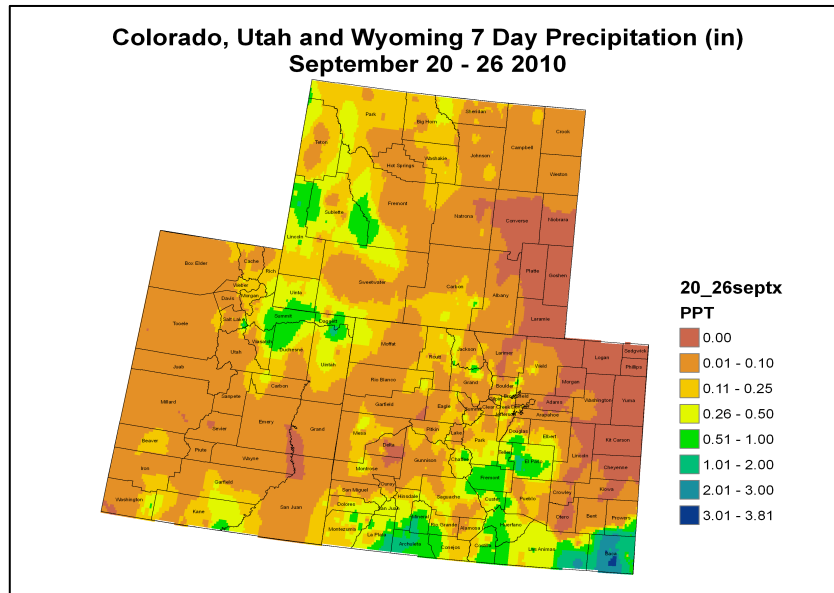 Colorado, Utah and Wyoming 7 Day Precipitation (in)
September 20 - 26 2010
Sheridan
Park
Big Horn
Crook
Campbell
Teton
Johnson
Washakie
Hot Springs
Weston
Fremont
Sublette
Natrona
Converse
Niobrara
Lincoln
Box Elder
Cache
Rich
Platte
Goshen
Sweetwater
Carbon
Albany
Weber
Morgan
Uinta
Davis
Laramie
Tooele
Salt Lake
Summit
Daggett
Wasatch
Duchesne
Utah
Uintah
Moffat
Routt
Jackson
Larimer
Weld
Logan
Sedgwick
Phillips
Juab
Rio Blanco
Grand
Boulder
Morgan
Washington
Yuma
Millard
Sanpete
Carbon
Garfield
Eagle
Summit
Clear Creek
Jefferson
Adams
Arapahoe
Emery
Grand
Sevier
Mesa
Pitkin
Lake
Park
Douglas
Elbert
Kit Carson
Beaver
Piute
Wayne
Delta
Gunnison
Chaffee
Teller
El Paso
Lincoln
Cheyenne
Montrose
Fremont
Iron
Garfield
Ouray
San Miguel
Hinsdale
Saguache
Custer
Pueblo
Crowley
Kiowa
Washington
Kane
San Juan
Dolores
San Juan
Mineral
Rio Grande
Alamosa
Huerfano
Otero
Bent
Prowers
Montezuma
La Plata
Archuleta
Conejos
Costilla
Las Animas
Baca
20_26septx
PPT
0.00
0.01 - 0.10
0.11 - 0.25
0.26 - 0.50
0.51 - 1.00
1.01 - 2.00
2.01 - 3.00
3.01 - 3.81